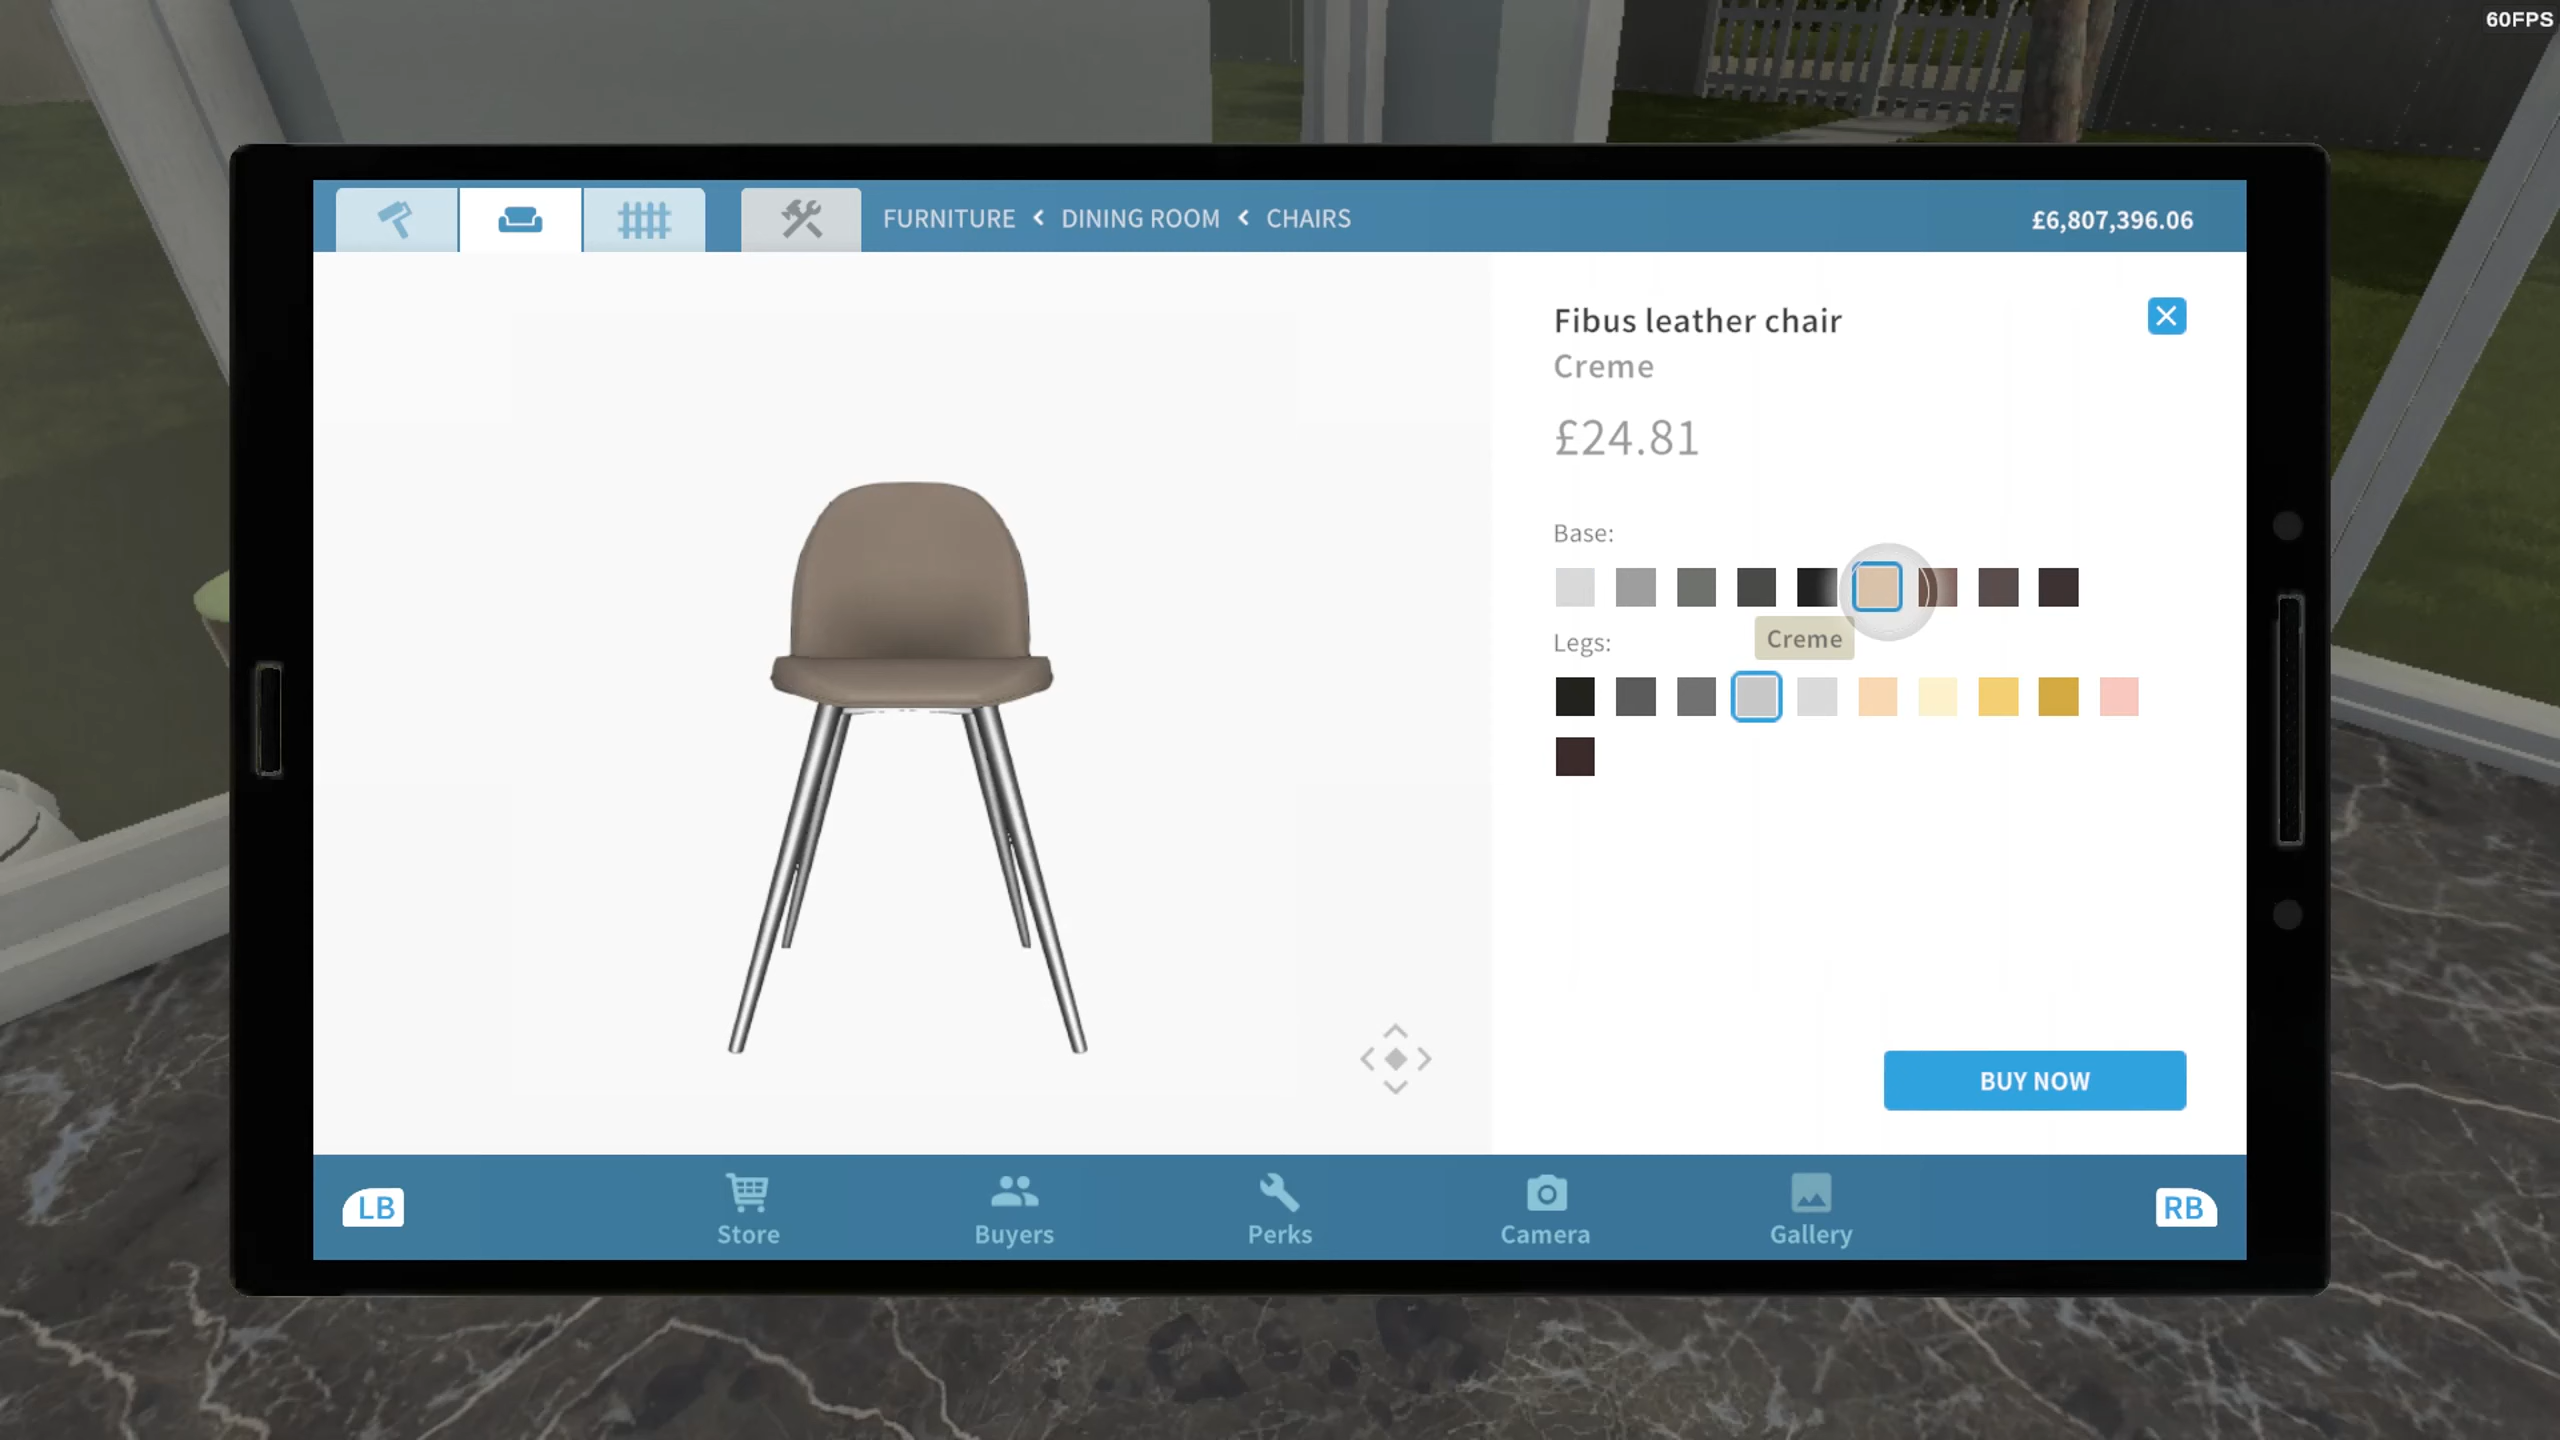 60FPS
FURNITURE < DINING ROOM < CHAIRS
£6,807,396.06
Fibus leather chair
Creme
£24.81
Base:
Creme
Legs:
BUY NOW
LB
Store
Buyers
Perks
Camera
Gallery
RB